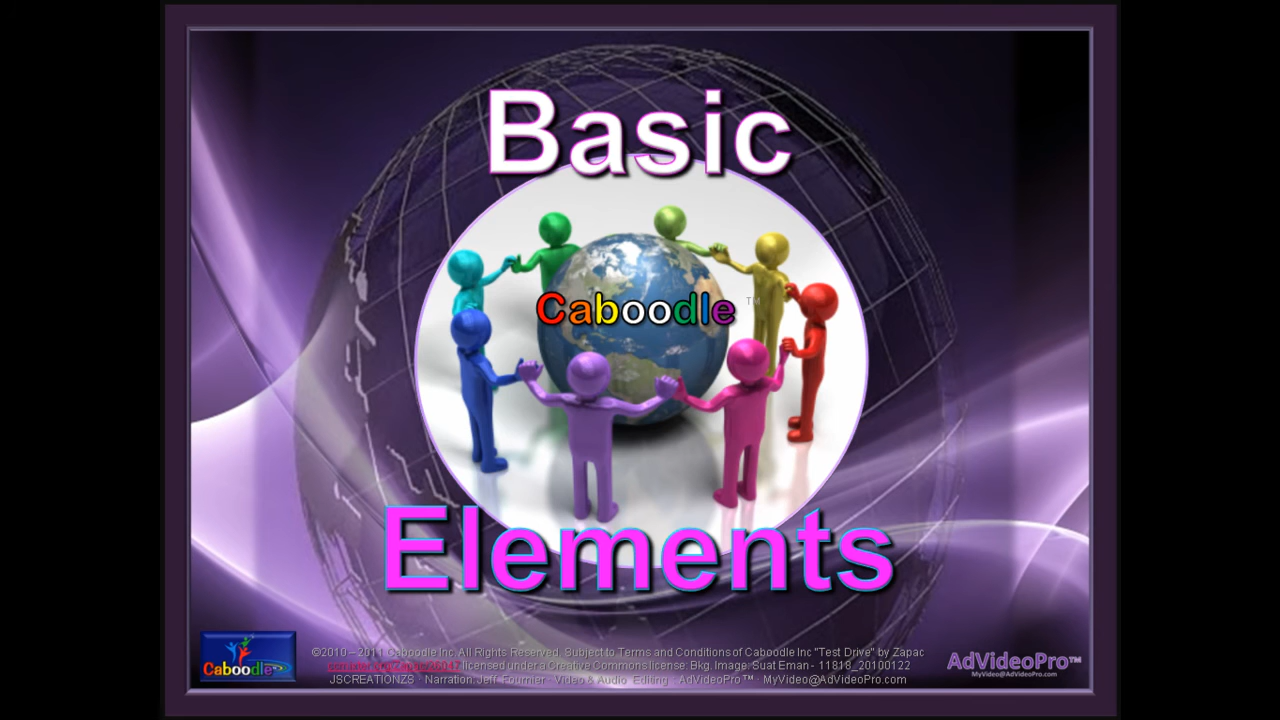 Basic
Caboodle ™
Elements
Caboodle
©2010 – 2011 Caboodle Inc. All Rights Reserved. Subject to Terms and Conditions of Caboodle Inc "Test Drive" by Zapac
licensed under a Creative Commons license: Bkg. Image: Suat Eman - 11818_20100122
JSCREATIONZS · Narration: Jeff Fournier · Video & Audio Editing · AdVideoPro™ · MyVideo@AdVideoPro.com
AdVideoPro™
MyVideo@AdVideoPro.com